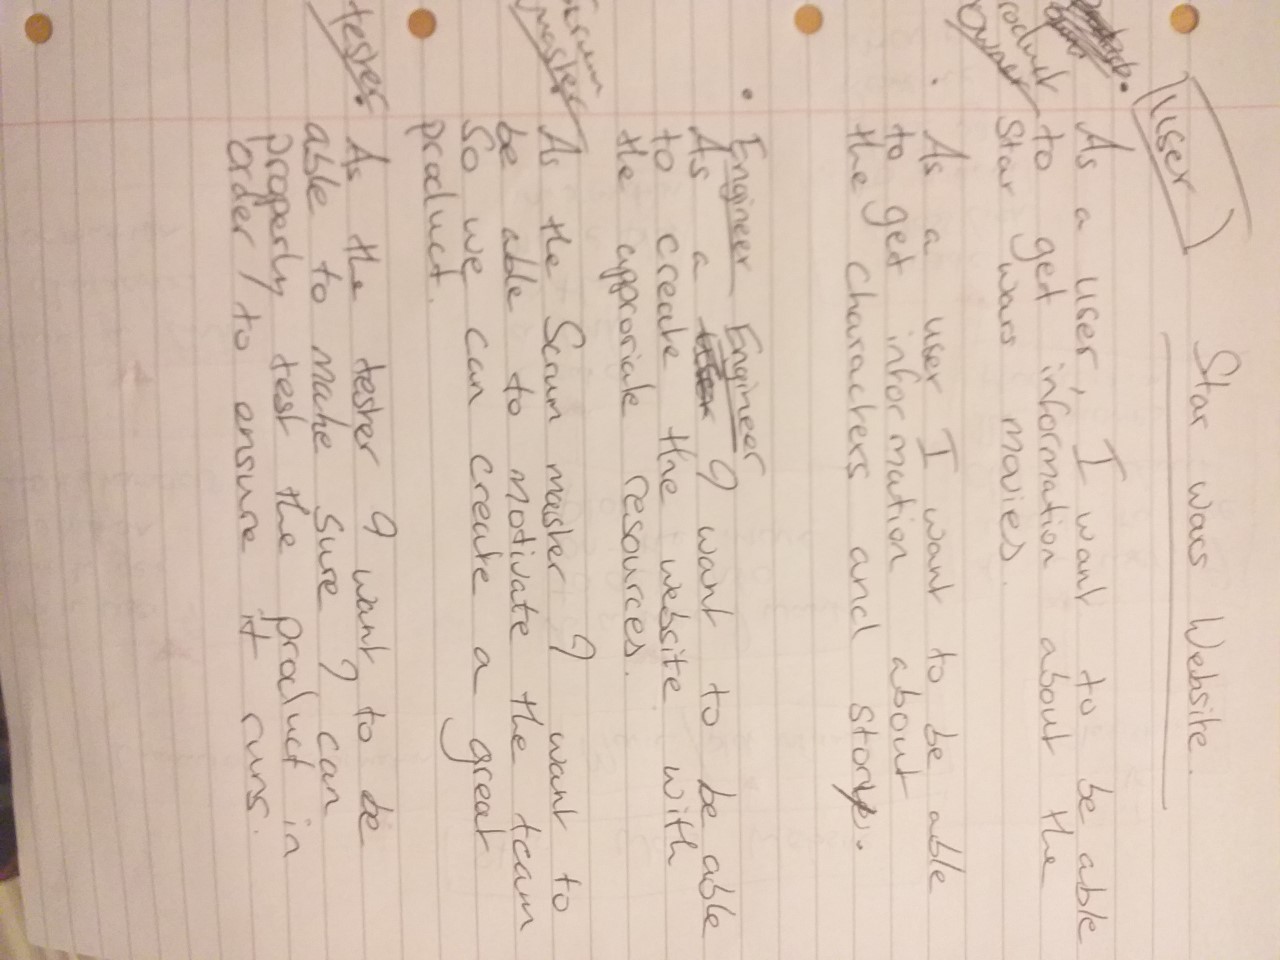 Star wars Website.
User
Product
Owner
As a user, I want to be able
to get information about the
Star wars movies.
As a user I want to be able
to get information about
the characters and story.
Engineer Engineer
As a user I want to be able
to create the website with
the approriate resources.
Scrum
master
As the Scrum master I want to
be able to motivate the team
So we can create a great
product.
tester
As the tester I want to be
able to make sure I can
properly test the product in
order to ensure it runs.